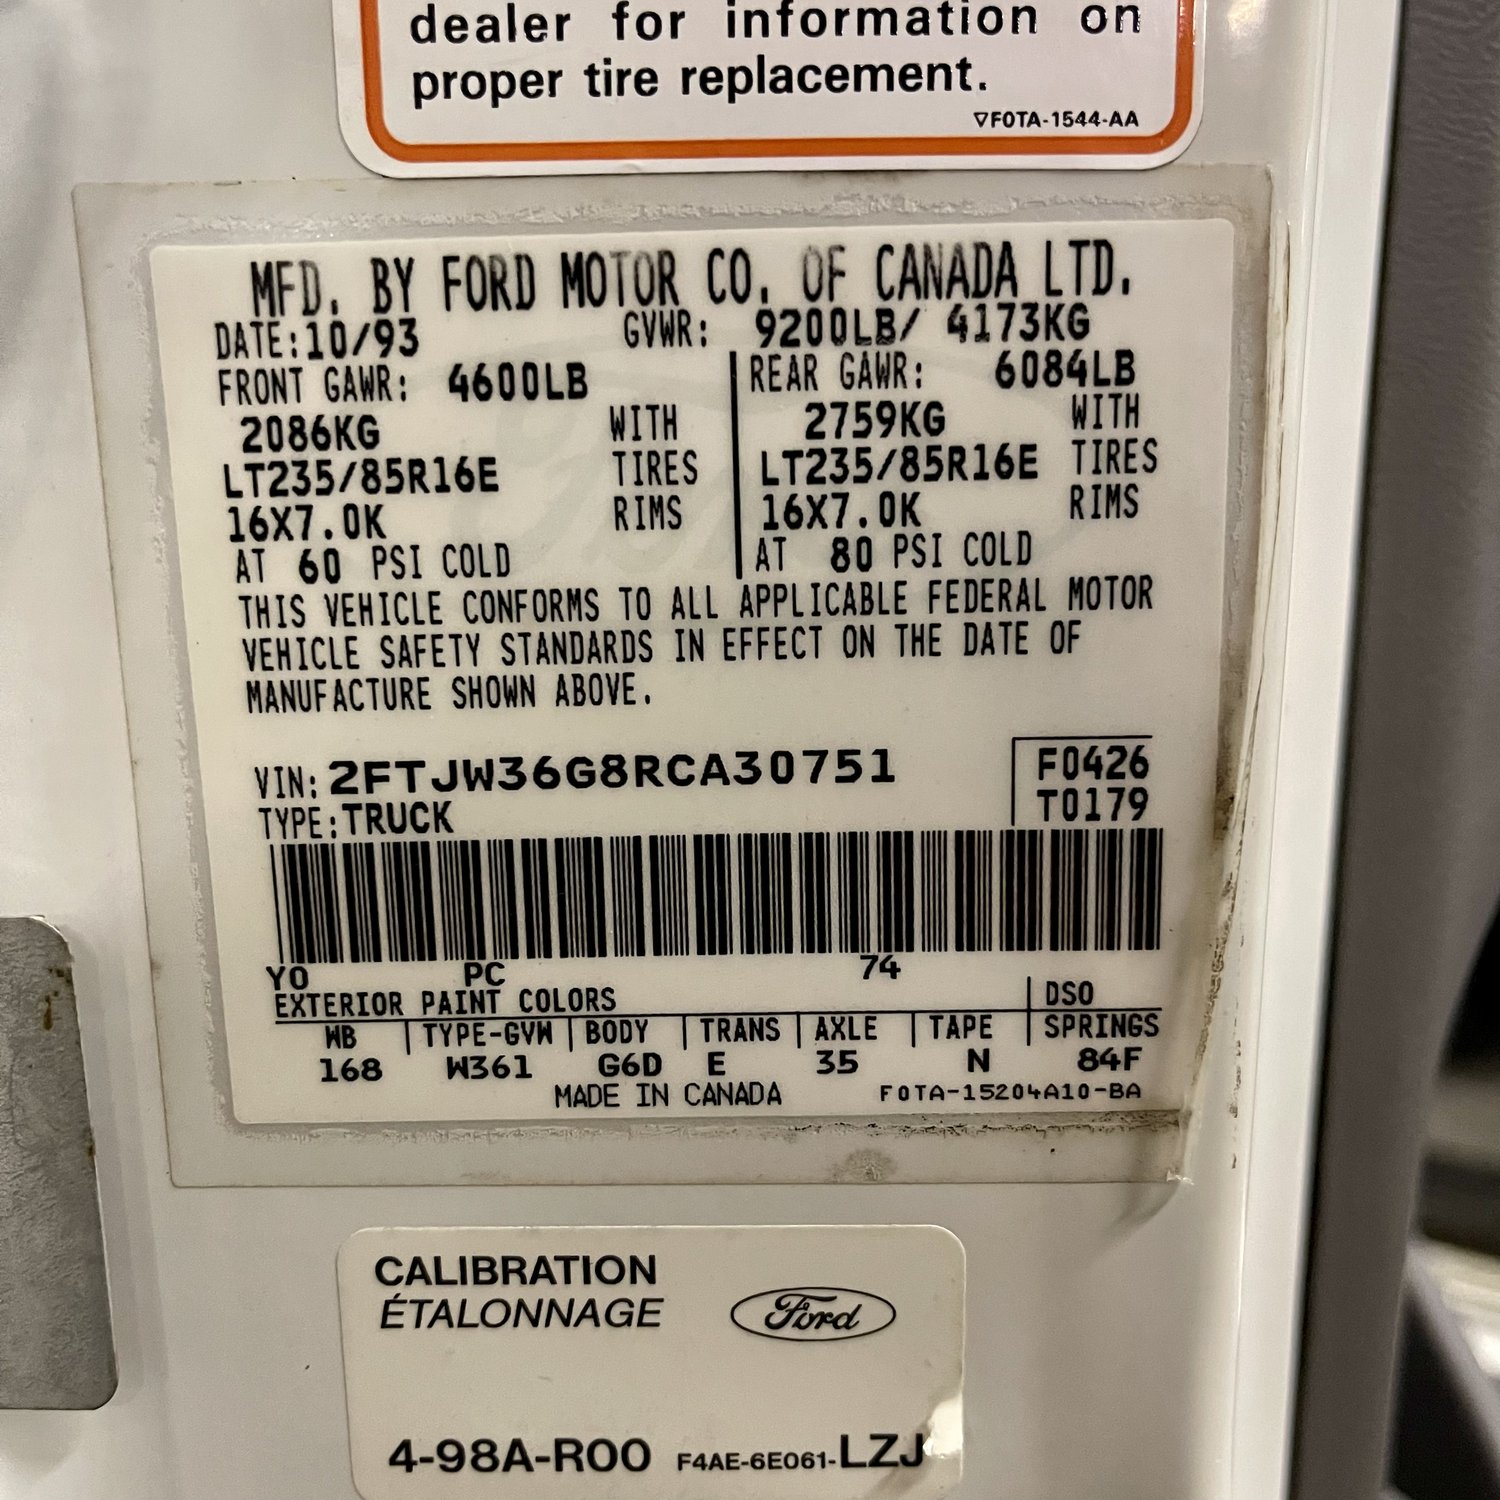 dealer for information on
proper tire replacement.
▽F0TA-1544-AA
MFD. BY FORD MOTOR CO. OF CANADA LTD.
DATE:10/93 GVWR: 9200LB/ 4173KG
FRONT GAWR: 4600LB REAR GAWR: 6084LB
2086KG WITH 2759KG WITH
LT235/85R16E TIRES LT235/85R16E TIRES
16X7.0K RIMS 16X7.0K RIMS
AT 60 PSI COLD AT 80 PSI COLD
THIS VEHICLE CONFORMS TO ALL APPLICABLE FEDERAL MOTOR
VEHICLE SAFETY STANDARDS IN EFFECT ON THE DATE OF
MANUFACTURE SHOWN ABOVE.
VIN: 2FTJW36G8RCA30751 F0426
TYPE:TRUCK T0179
YO PC 74
EXTERIOR PAINT COLORS DSO
WB TYPE-GVW BODY TRANS AXLE TAPE SPRINGS
168 W361 G6D E 35 N 84F
MADE IN CANADA F0TA-15204A10-BA
CALIBRATION
ÉTALONNAGE
Ford
4-98A-R00 F4AE-6E061-LZJ